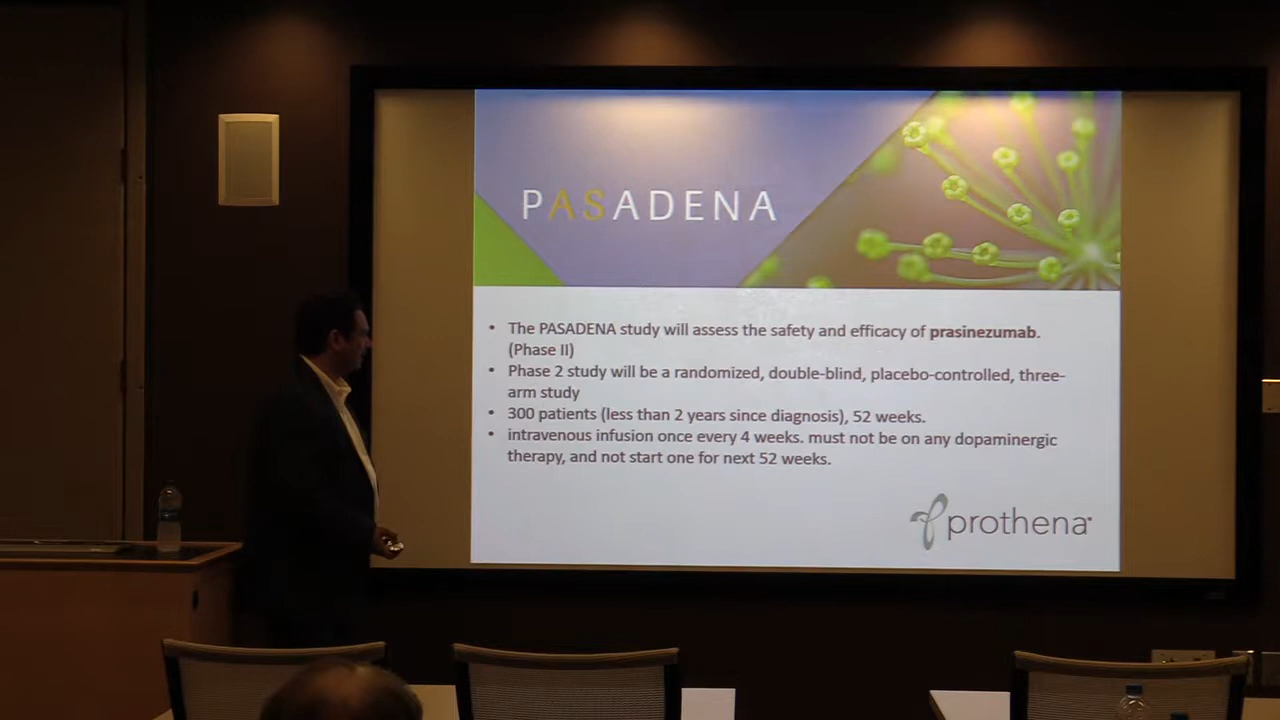 PASADENA
• The PASADENA study will assess the safety and efficacy of prasinezumab.
(Phase II)
• Phase 2 study will be a randomized, double-blind, placebo-controlled, three-
arm study
• 300 patients (less than 2 years since diagnosis), 52 weeks.
• intravenous infusion once every 4 weeks. must not be on any dopaminergic
therapy, and not start one for next 52 weeks.
prothena